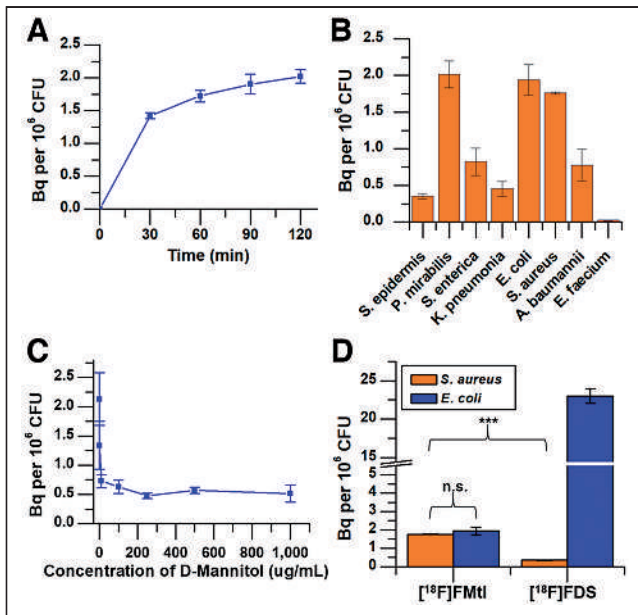 A
Bq per 10⁶ CFU
2.5
2.0
1.5
1.0
0.5
0.0
0 30 60 90 120
Time (min)
B
Bq per 10⁶ CFU
2.5
2.0
1.5
1.0
0.5
0.0
S. epidermis
P. mirabilis
S. enterica
K. pneumonia
E. coli
S. aureus
A. baumannii
E. faecium
C
Bq per 10⁶ CFU
2.5
2.0
1.5
1.0
0.5
0.0
0 200 400 600 800 1,000
Concentration of D-Mannitol (ug/mL)
D
Bq per 10⁶ CFU
25
20
15
5
4
3
2
1
0
S. aureus
E. coli
***
n.s.
[¹⁸F]FMtl [¹⁸F]FDS